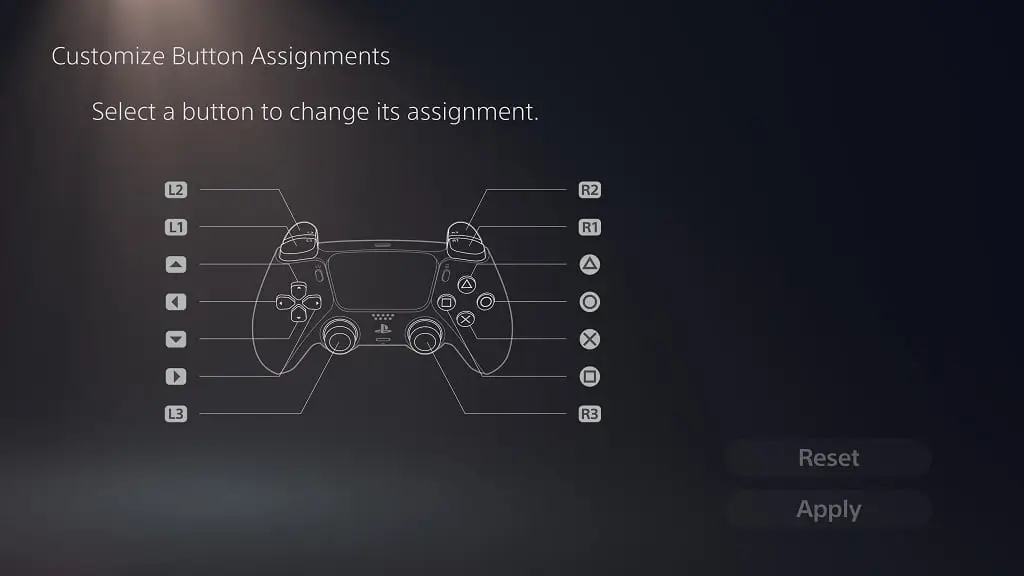 Customize Button Assignments
Select a button to change its assignment.
L2
R2
L1
R1
L3
R3
Reset
Apply